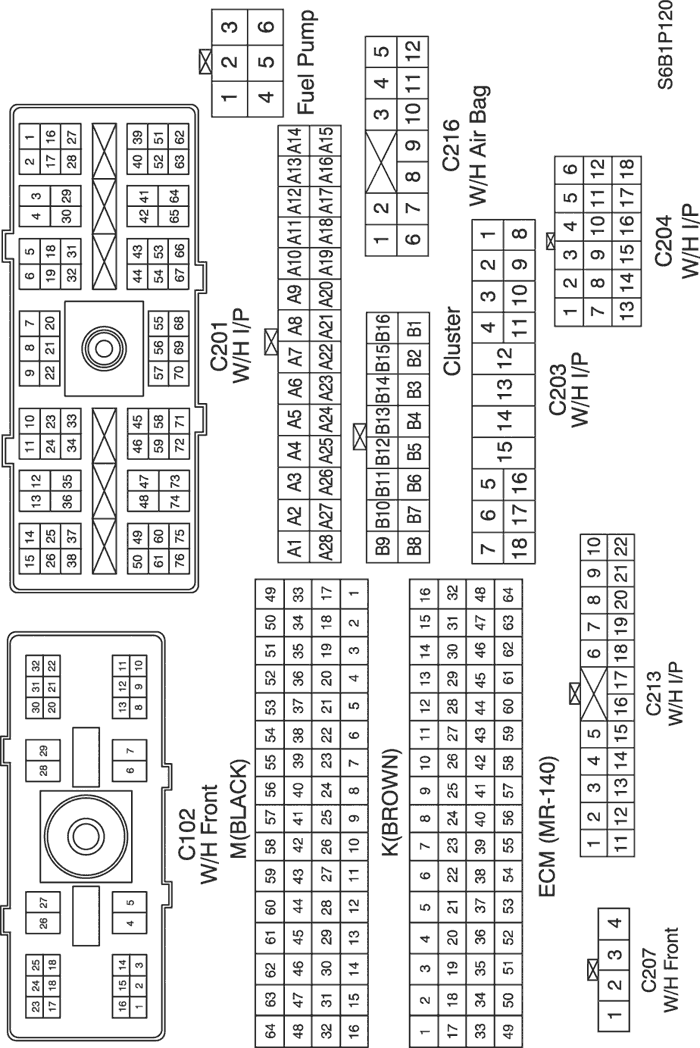 23 24 25 26 27 28 29 30 31 32
17 18 18 20 21 22
16 15 14 4 5 6 7 13 12 11
1 2 3 8 9 10
C102
W/H Front
15 14 13 12 11 10 9 8 7 6 5 4 3 2 1
26 25 36 35 24 23 22 21 20 19 18 30 29 17 16
38 37 34 33 32 31 28 27
50 49 48 47 46 45 57 56 55 44 43 42 41 40 39
61 60 74 73 59 58 70 69 68 54 53 65 64 52 51
76 75 72 71 67 66 63 62
C201
W/H I/P
1 2 3
4 5 6
Fuel Pump
M(BLACK)
64 63 62 61 60 59 58 57 56 55 54 53 52 51 50 49
48 47 46 45 44 43 42 41 40 39 38 37 36 35 34 33
32 31 30 29 28 27 26 25 24 23 22 21 20 19 18 17
16 15 14 13 12 11 10 9 8 7 6 5 4 3 2 1
K(BROWN)
1 2 3 4 5 6 7 8 9 10 11 12 13 14 15 16
17 18 19 20 21 22 23 24 25 26 27 28 29 30 31 32
33 34 35 36 37 38 39 40 41 42 43 44 45 46 47 48
49 50 51 52 53 54 55 56 57 58 59 60 61 62 63 64
ECM (MR-140)
A1 A2 A3 A4 A5 A6 A7 A8 A9 A10 A11 A12 A13 A14
A28 A27 A26 A25 A24 A23 A22 A21 A20 A19 A18 A17 A16 A15
B9 B10 B11 B12 B13 B14 B15 B16
B8 B7 B6 B5 B4 B3 B2 B1
Cluster
1 2 3 4 5
6 7 8 9 10 11 12
C216
W/H Air Bag
7 6 5 4 3 2 1
15 14 13 12
18 17 16 11 10 9 8
C203
W/H I/P
1 2 3 4 5 6
7 8 9 10 11 12
13 14 15 16 17 18
C204
W/H I/P
1 2 3 4
C207
W/H Front
1 2 3 4 5 6 7 8 9 10
11 12 13 14 15 16 17 18 19 20 21 22
C213
W/H I/P
S6B1P120